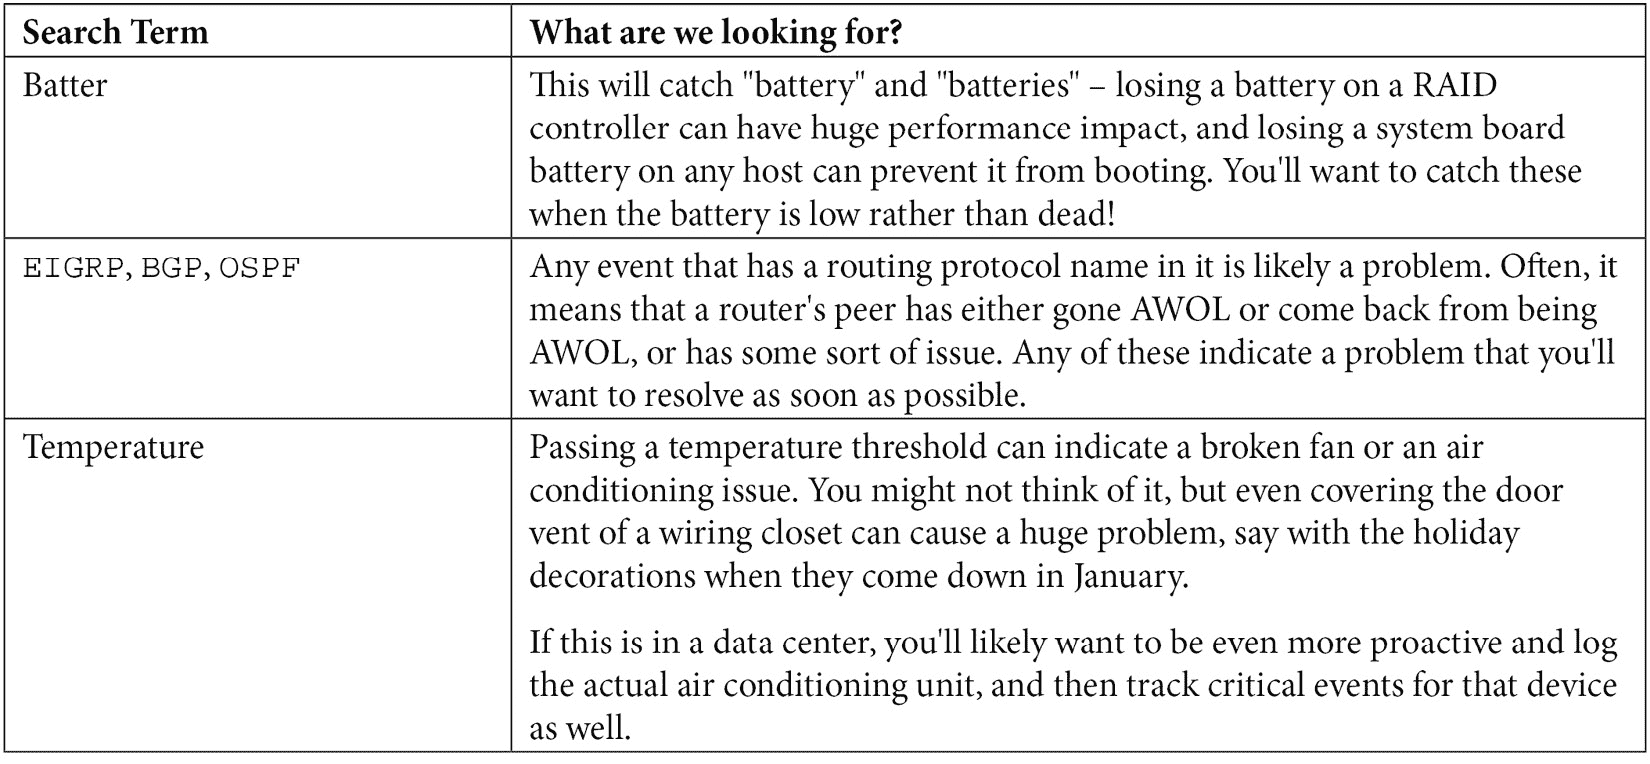 Search Term
What are we looking for?
Batter
This will catch "battery" and "batteries" – losing a battery on a RAID
controller can have huge performance impact, and losing a system board
battery on any host can prevent it from booting. You'll want to catch these
when the battery is low rather than dead!
EIGRP, BGP, OSPF
Any event that has a routing protocol name in it is likely a problem. Often, it
means that a router's peer has either gone AWOL or come back from being
AWOL, or has some sort of issue. Any of these indicate a problem that you'll
want to resolve as soon as possible.
Temperature
Passing a temperature threshold can indicate a broken fan or an air
conditioning issue. You might not think of it, but even covering the door
vent of a wiring closet can cause a huge problem, say with the holiday
decorations when they come down in January.
If this is in a data center, you'll likely want to be even more proactive and log
the actual air conditioning unit, and then track critical events for that device
as well.